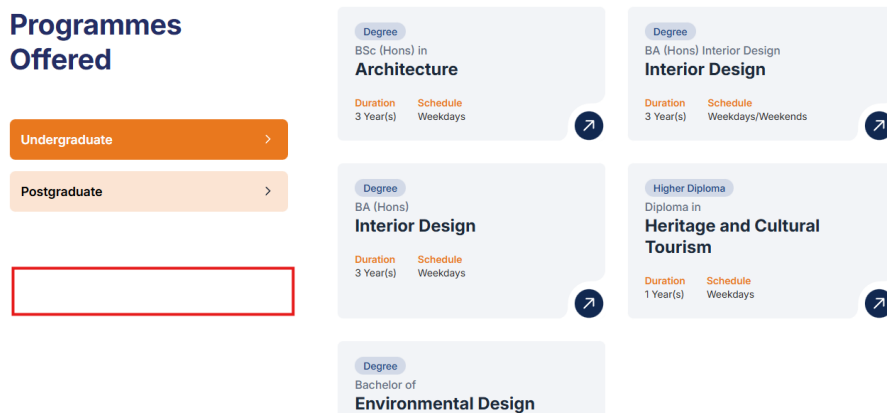 Programmes
Offered
Undergraduate
Postgraduate
Degree
BSc (Hons) in
Architecture
Duration Schedule
3 Year(s) Weekdays
Degree
BA (Hons) Interior Design
Interior Design
Duration Schedule
3 Year(s) Weekdays/Weekends
Degree
BA (Hons)
Interior Design
Duration Schedule
3 Year(s) Weekdays
Higher Diploma
Diploma in
Heritage and Cultural
Tourism
Duration Schedule
1 Year(s) Weekdays
Degree
Bachelor of
Environmental Design